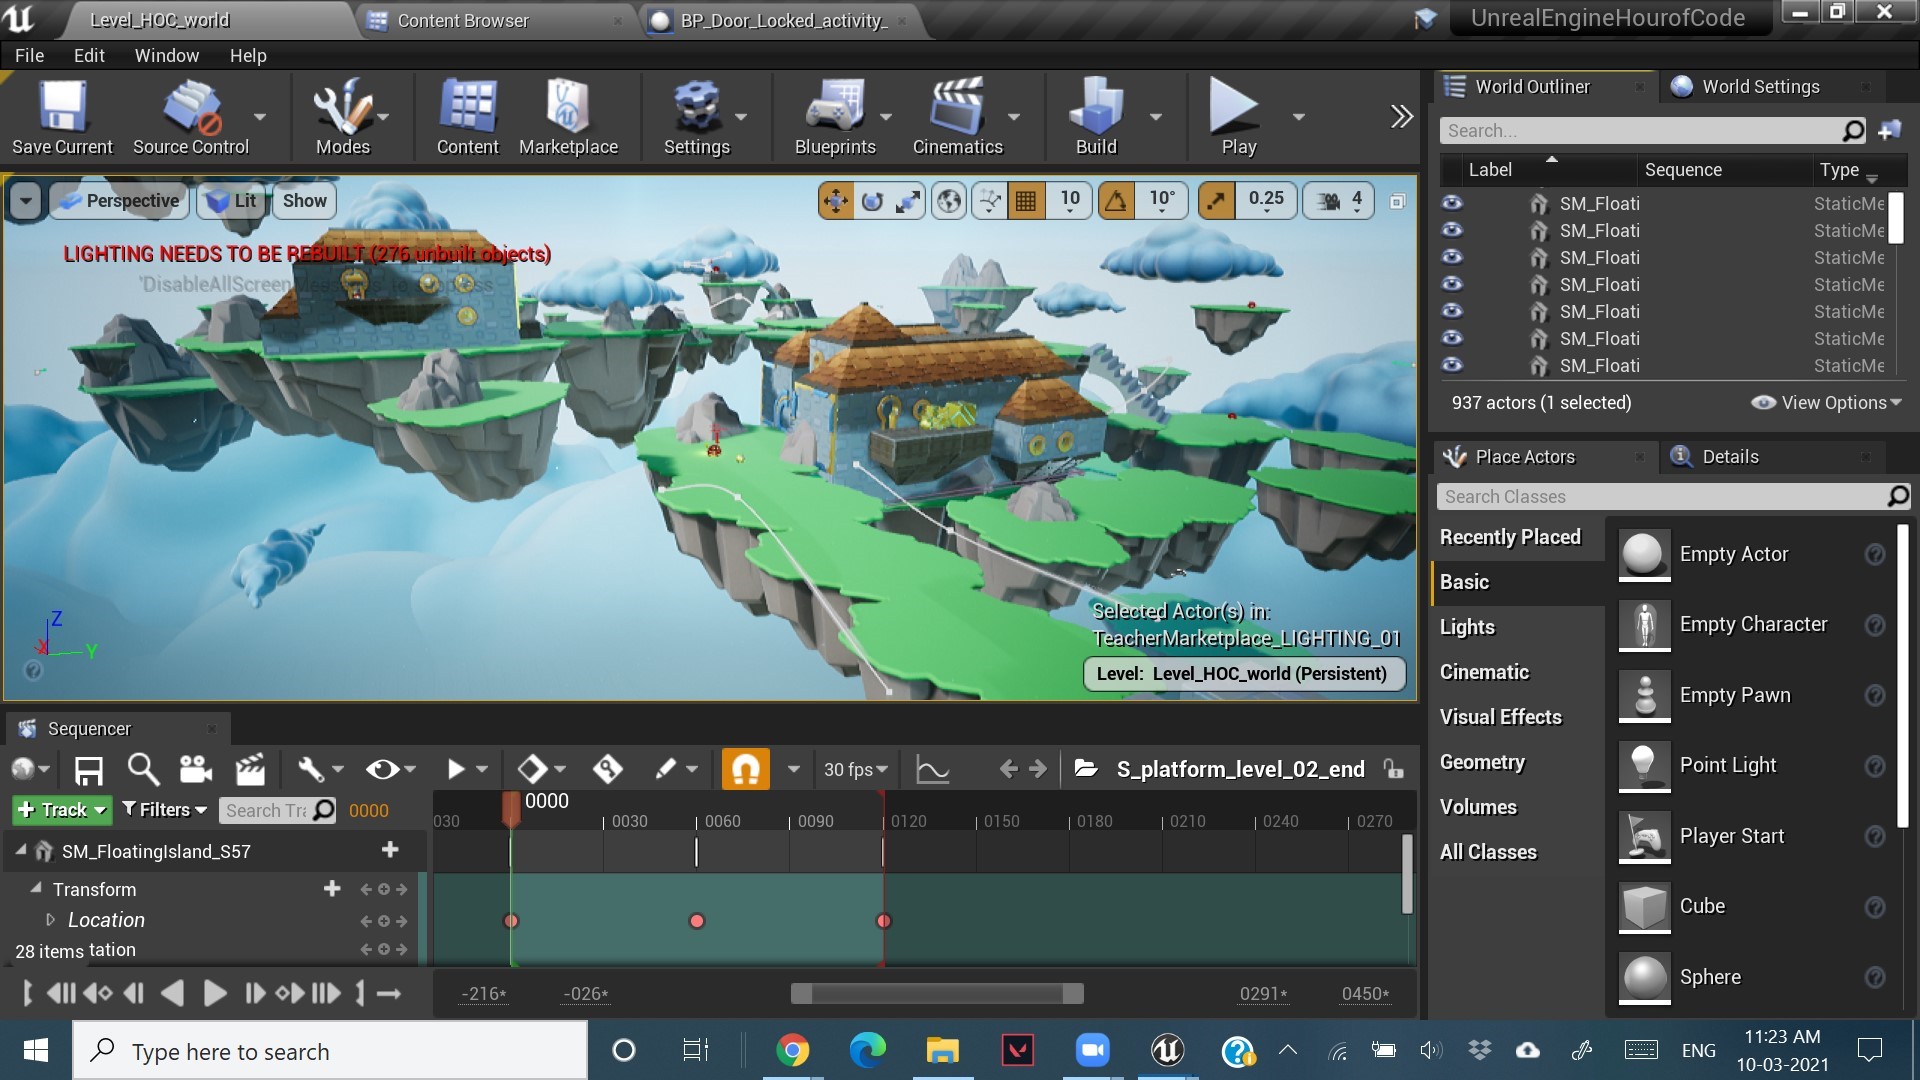 Level_HOC_world
Content Browser
BP_Door_Locked_activity_
UnrealEngineHourofCode
File Edit Window Help
Save Current
Source Control
Modes
Content
Marketplace
Settings
Blueprints
Cinematics
Build
Play
Perspective
Lit
Show
10
10°
0.25
4
LIGHTING NEEDS TO BE REBUILT (276 unbuilt objects)
Selected Actor(s) in:
TeacherMarketplace_LIGHTING_01
Level: Level_HOC_world (Persistent)
Z
X
Y
World Outliner
World Settings
Search...
Label Sequence Type
SM_Floati StaticMe
SM_Floati StaticMe
SM_Floati StaticMe
SM_Floati StaticMe
SM_Floati StaticMe
SM_Floati StaticMe
SM_Floati StaticMe
937 actors (1 selected)
View Options
Place Actors
Details
Search Classes
Recently Placed
Basic
Lights
Cinematic
Visual Effects
Geometry
Volumes
All Classes
Empty Actor
Empty Character
Empty Pawn
Point Light
Player Start
Cube
Sphere
Sequencer
30 fps
S_platform_level_02_end
+ Track
Filters
Search Tra
0000
0000
030 0030 0060 0090 0120 0150 0180 0210 0240 0270
SM_FloatingIsland_S57
Transform
Location
28 items tation
-216* -026* 0291* 0450*
Type here to search
ENG
11:23 AM
10-03-2021